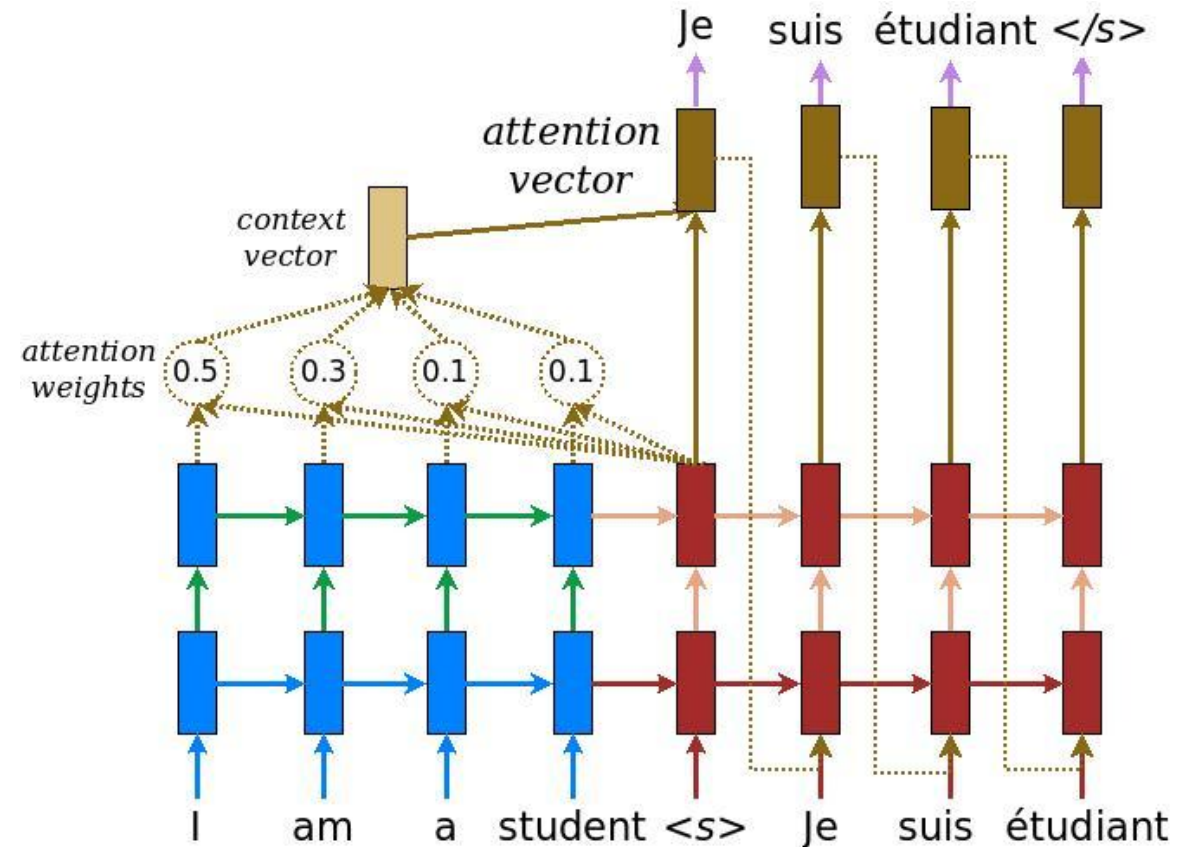 Je suis étudiant </s>
attention
vector
context
vector
attention
weights
0.5 0.3 0.1 0.1
I am a student <s> Je suis étudiant